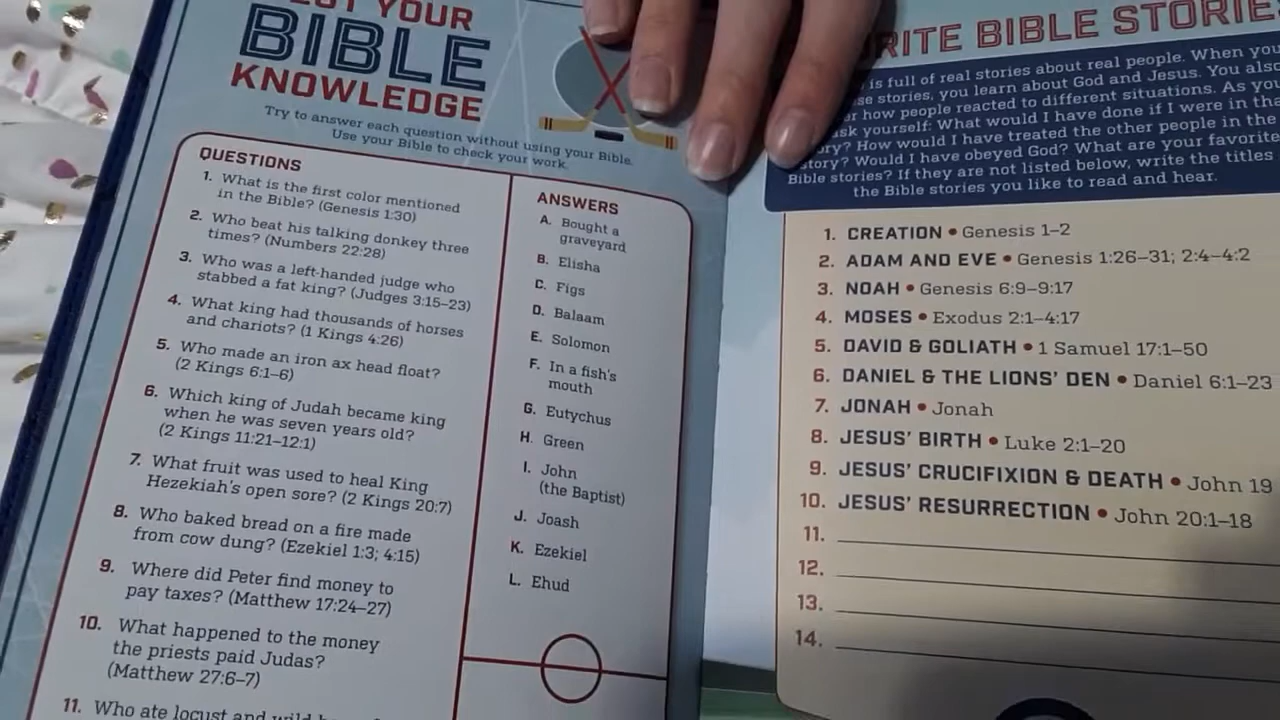 YOUR
BIBLE
KNOWLEDGE
Try to answer each question without using your Bible.
Use your Bible to check your work.
QUESTIONS
1. What is the first color mentioned
in the Bible? (Genesis 1:30)
2. Who beat his talking donkey three
times? (Numbers 22:28)
3. Who was a left-handed judge who
stabbed a fat king? (Judges 3:15–23)
4. What king had thousands of horses
and chariots? (1 Kings 4:26)
5. Who made an iron ax head float?
(2 Kings 6:1–6)
6. Which king of Judah became king
when he was seven years old?
(2 Kings 11:21–12:1)
7. What fruit was used to heal King
Hezekiah's open sore? (2 Kings 20:7)
8. Who baked bread on a fire made
from cow dung? (Ezekiel 1:3; 4:15)
9. Where did Peter find money to
pay taxes? (Matthew 17:24–27)
10. What happened to the money
the priests paid Judas?
(Matthew 27:6–7)
11. Who ate locust and
ANSWERS
A. Bought a
graveyard
B. Elisha
C. Figs
D. Balaam
E. Solomon
F. In a fish's
mouth
G. Eutychus
H. Green
I. John
(the Baptist)
J. Joash
K. Ezekiel
L. Ehud
BIBLE STORIES
is full of real stories about real people. When you
stories, you learn about God and Jesus. You also
how people reacted to different situations. As you
yourself: What would I have done if I were in
Would I have treated the other people in the
story? Would I have obeyed God? What are your favorite
Bible stories? If they are not listed below, write the titles
the Bible stories you like to read and hear.
1. CREATION • Genesis 1–2
2. ADAM AND EVE • Genesis 1:26–31; 2:4–4:2
3. NOAH • Genesis 6:9–9:17
4. MOSES • Exodus 2:1–4:17
5. DAVID & GOLIATH • 1 Samuel 17:1–50
6. DANIEL & THE LIONS' DEN • Daniel 6:1–23
7. JONAH • Jonah
8. JESUS' BIRTH • Luke 2:1–20
9. JESUS' CRUCIFIXION & DEATH • John 19
10. JESUS' RESURRECTION • John 20:1–18
11.
12.
13.
14.